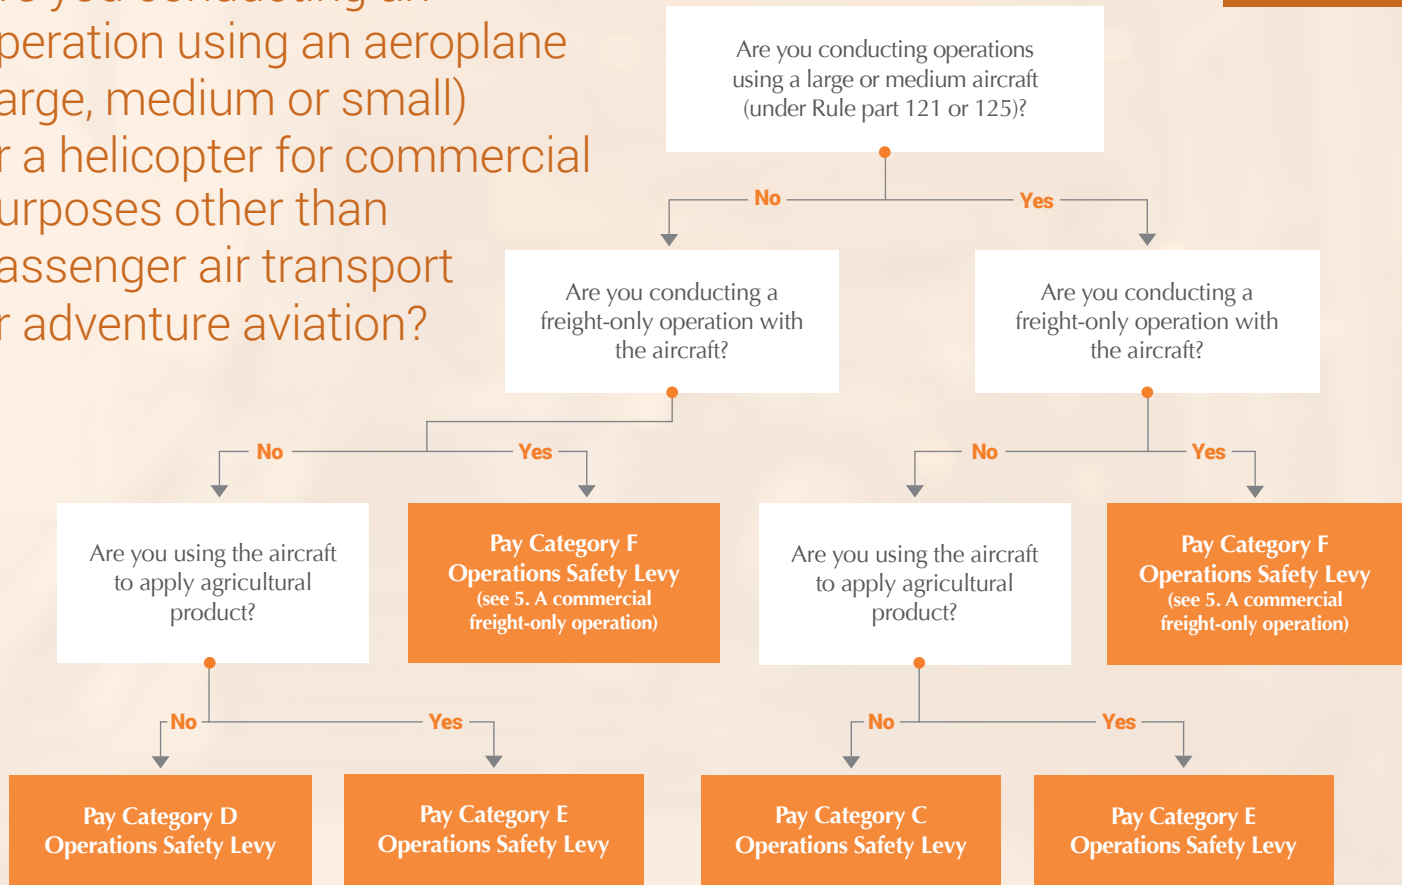 peration using an aeroplane
arge, medium or small)
r a helicopter for commercial
urposes other than
assenger air transport
r adventure aviation?
Are you conducting operations
using a large or medium aircraft
(under Rule part 121 or 125)?
No
Yes
Are you conducting a
freight-only operation with
the aircraft?
Are you conducting a
freight-only operation with
the aircraft?
No
Yes
No
Yes
Are you using the aircraft
to apply agricultural
product?
Pay Category F
Operations Safety Levy
(see 5. A commercial
freight-only operation)
Are you using the aircraft
to apply agricultural
product?
Pay Category F
Operations Safety Levy
(see 5. A commercial
freight-only operation)
No
Yes
No
Yes
Pay Category D
Operations Safety Levy
Pay Category E
Operations Safety Levy
Pay Category C
Operations Safety Levy
Pay Category E
Operations Safety Levy